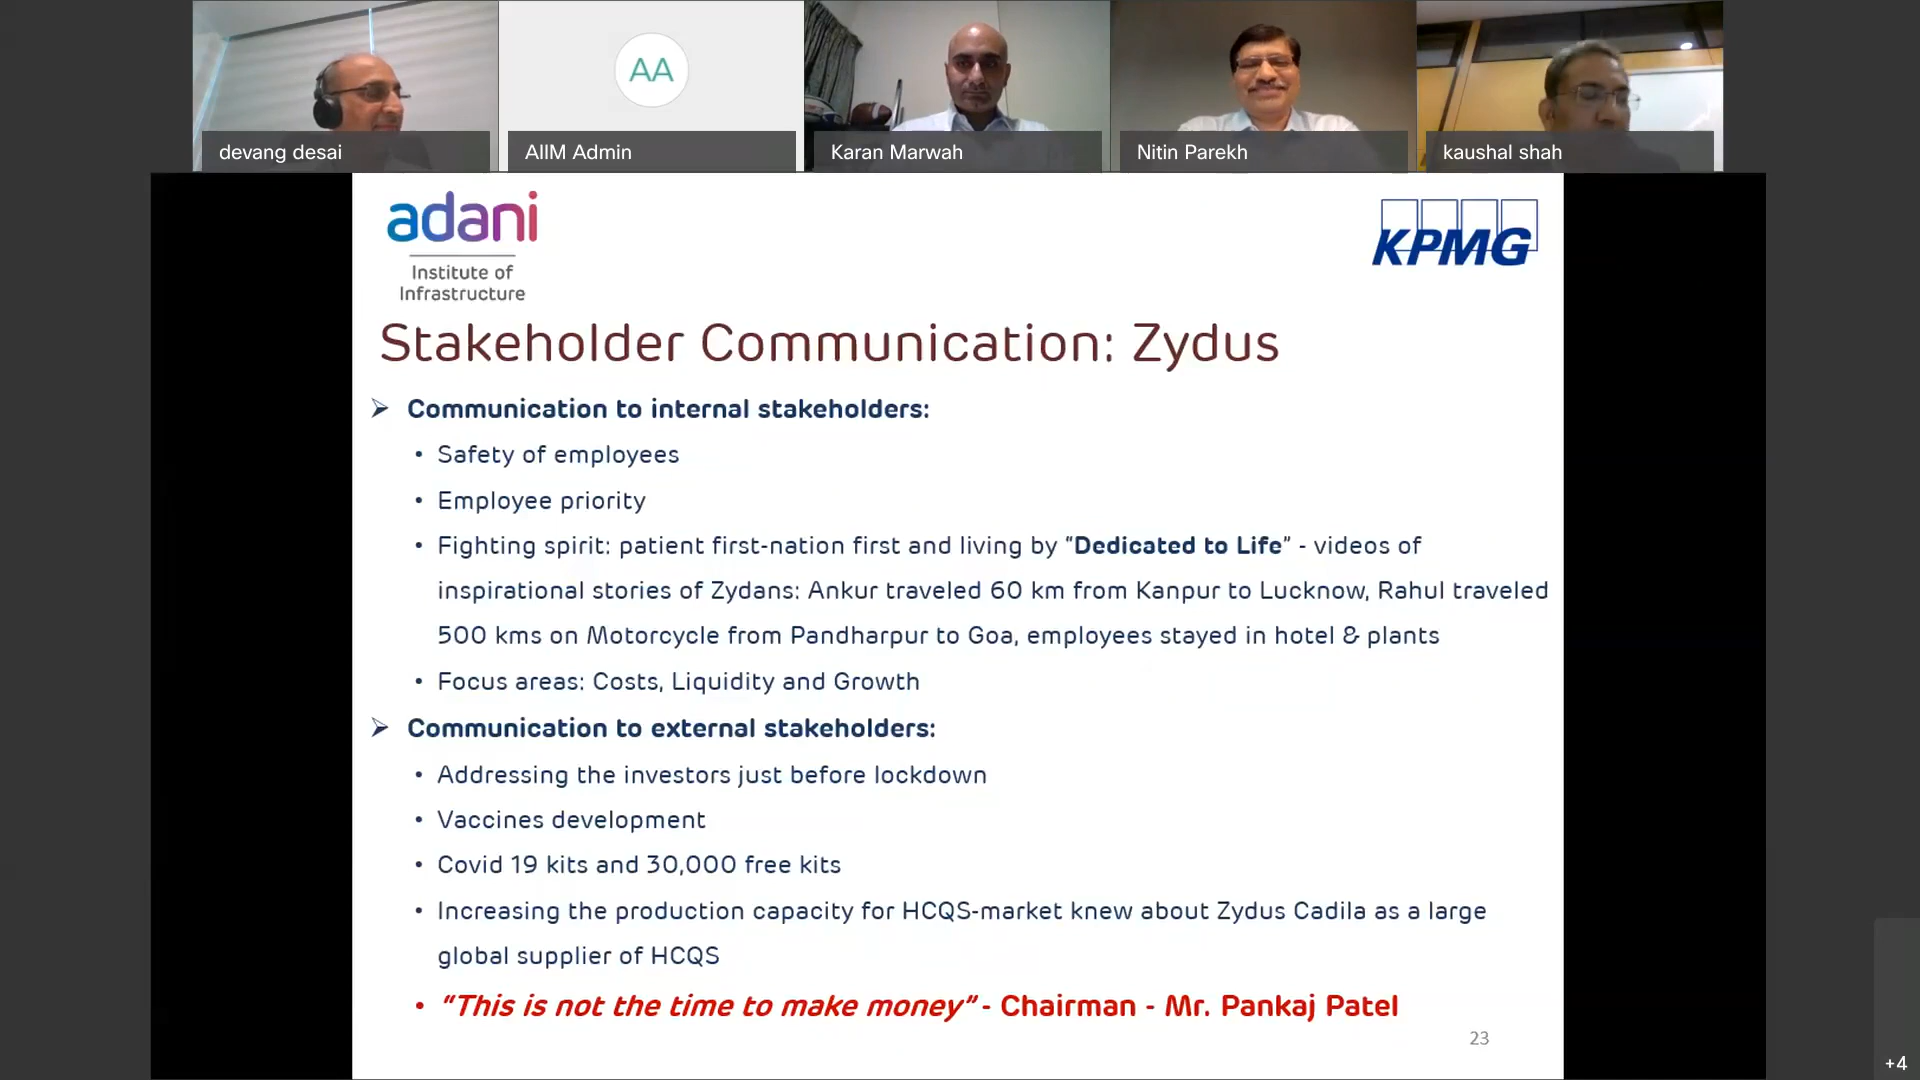 AA
devang desai
AIIM Admin
Karan Marwah
Nitin Parekh
kaushal shah
adani
Institute of
Infrastructure
KPMG
Stakeholder Communication: Zydus
➢ Communication to internal stakeholders:
• Safety of employees
• Employee priority
• Fighting spirit: patient first-nation first and living by “Dedicated to Life” - videos of
inspirational stories of Zydans: Ankur traveled 60 km from Kanpur to Lucknow, Rahul traveled
500 kms on Motorcycle from Pandharpur to Goa, employees stayed in hotel & plants
• Focus areas: Costs, Liquidity and Growth
➢ Communication to external stakeholders:
• Addressing the investors just before lockdown
• Vaccines development
• Covid 19 kits and 30,000 free kits
• Increasing the production capacity for HCQS-market knew about Zydus Cadila as a large
global supplier of HCQS
• “This is not the time to make money” - Chairman - Mr. Pankaj Patel
23
+4